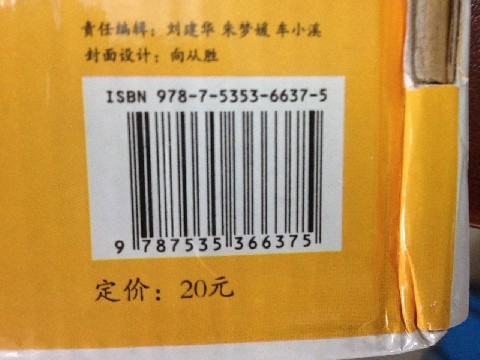 责任编辑：刘建华 朱梦媛 车小溪
封面设计：向从胜
ISBN 978-7-5353-6637-5
9 787535 366375
定价：20元